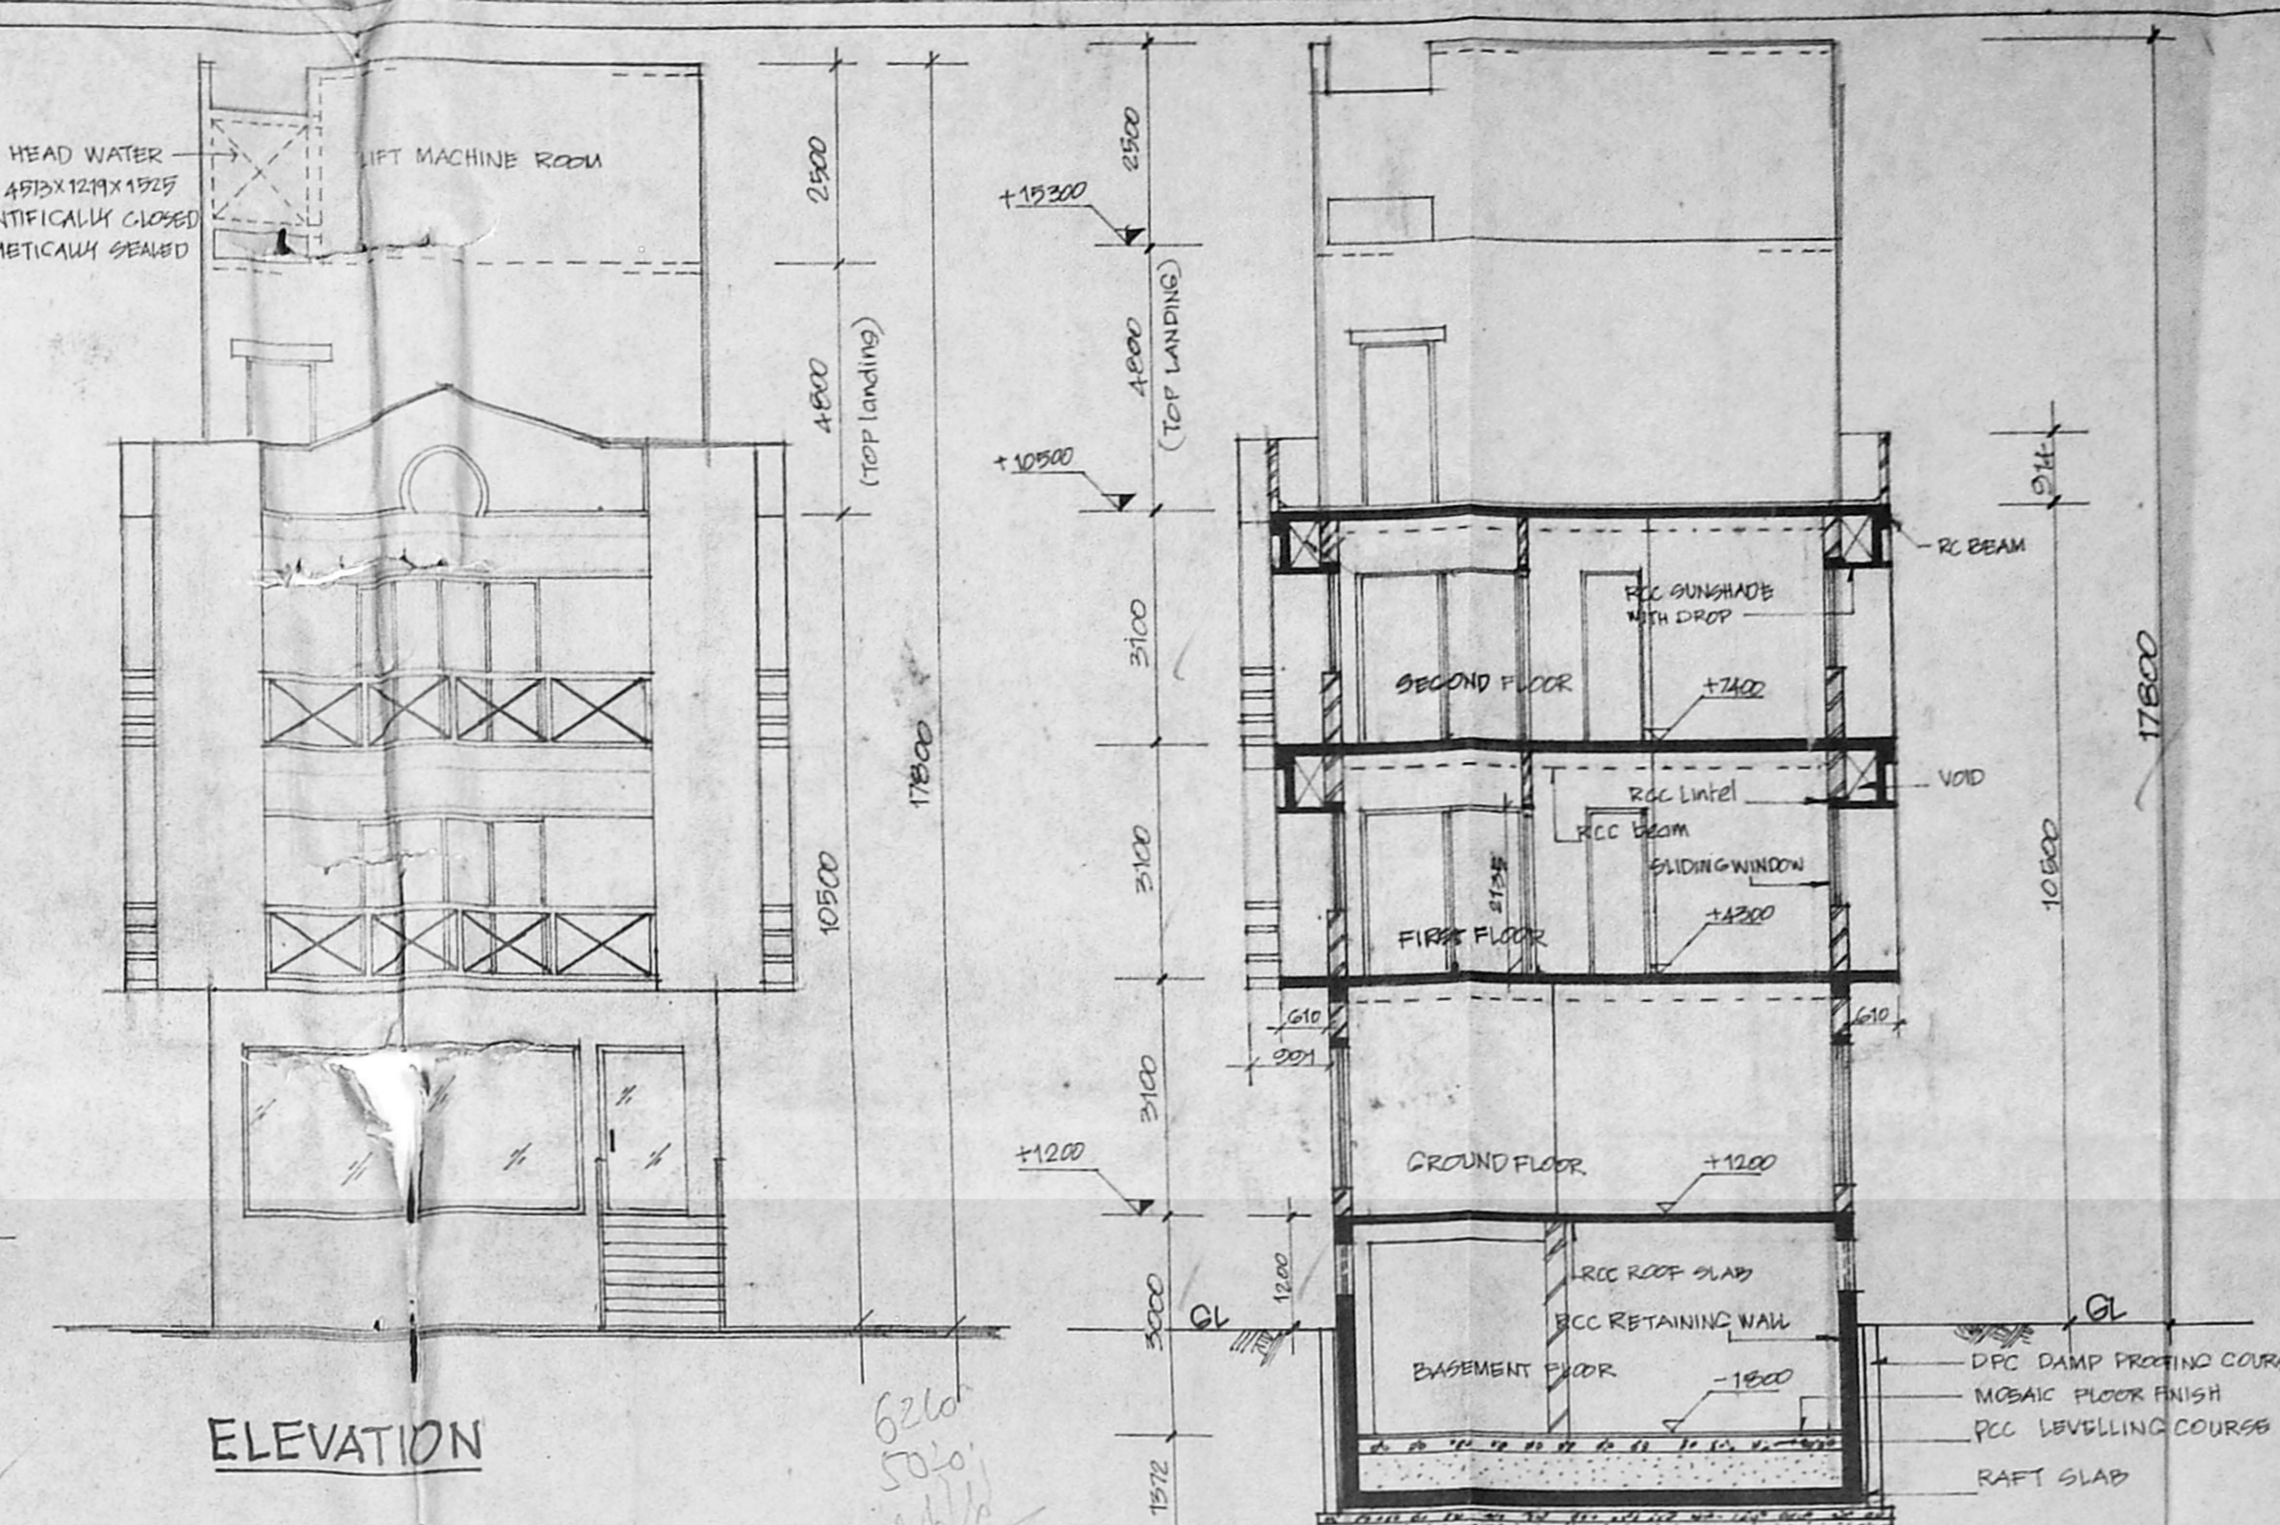 HEAD WATER
4513X1219X1525
NTIFICALLY CLOSED
METICALLY SEALED
LIFT MACHINE ROOM
2500
4800
(TOP landing)
17800
10500
ELEVATION
2500
+15300
4800
(TOP LANDING)
+10500
3100
3100
3100
+1200
3000
1200
GL
1372
914
RC BEAM
RCC SUNSHADE
WITH DROP
SECOND FLOOR
+7400
RCC Lintel
RCC beam
VOID
SLIDING WINDOW
2135
+4300
FIRST FLOOR
610
610
GROUND FLOOR
+1200
RCC ROOF SLAB
RCC RETAINING WALL
BASEMENT FLOOR
-1800
17800
10500
GL
DPC DAMP PROOFING COUR
MOSAIC FLOOR FINISH
PCC LEVELLING COURSE
RAFT SLAB